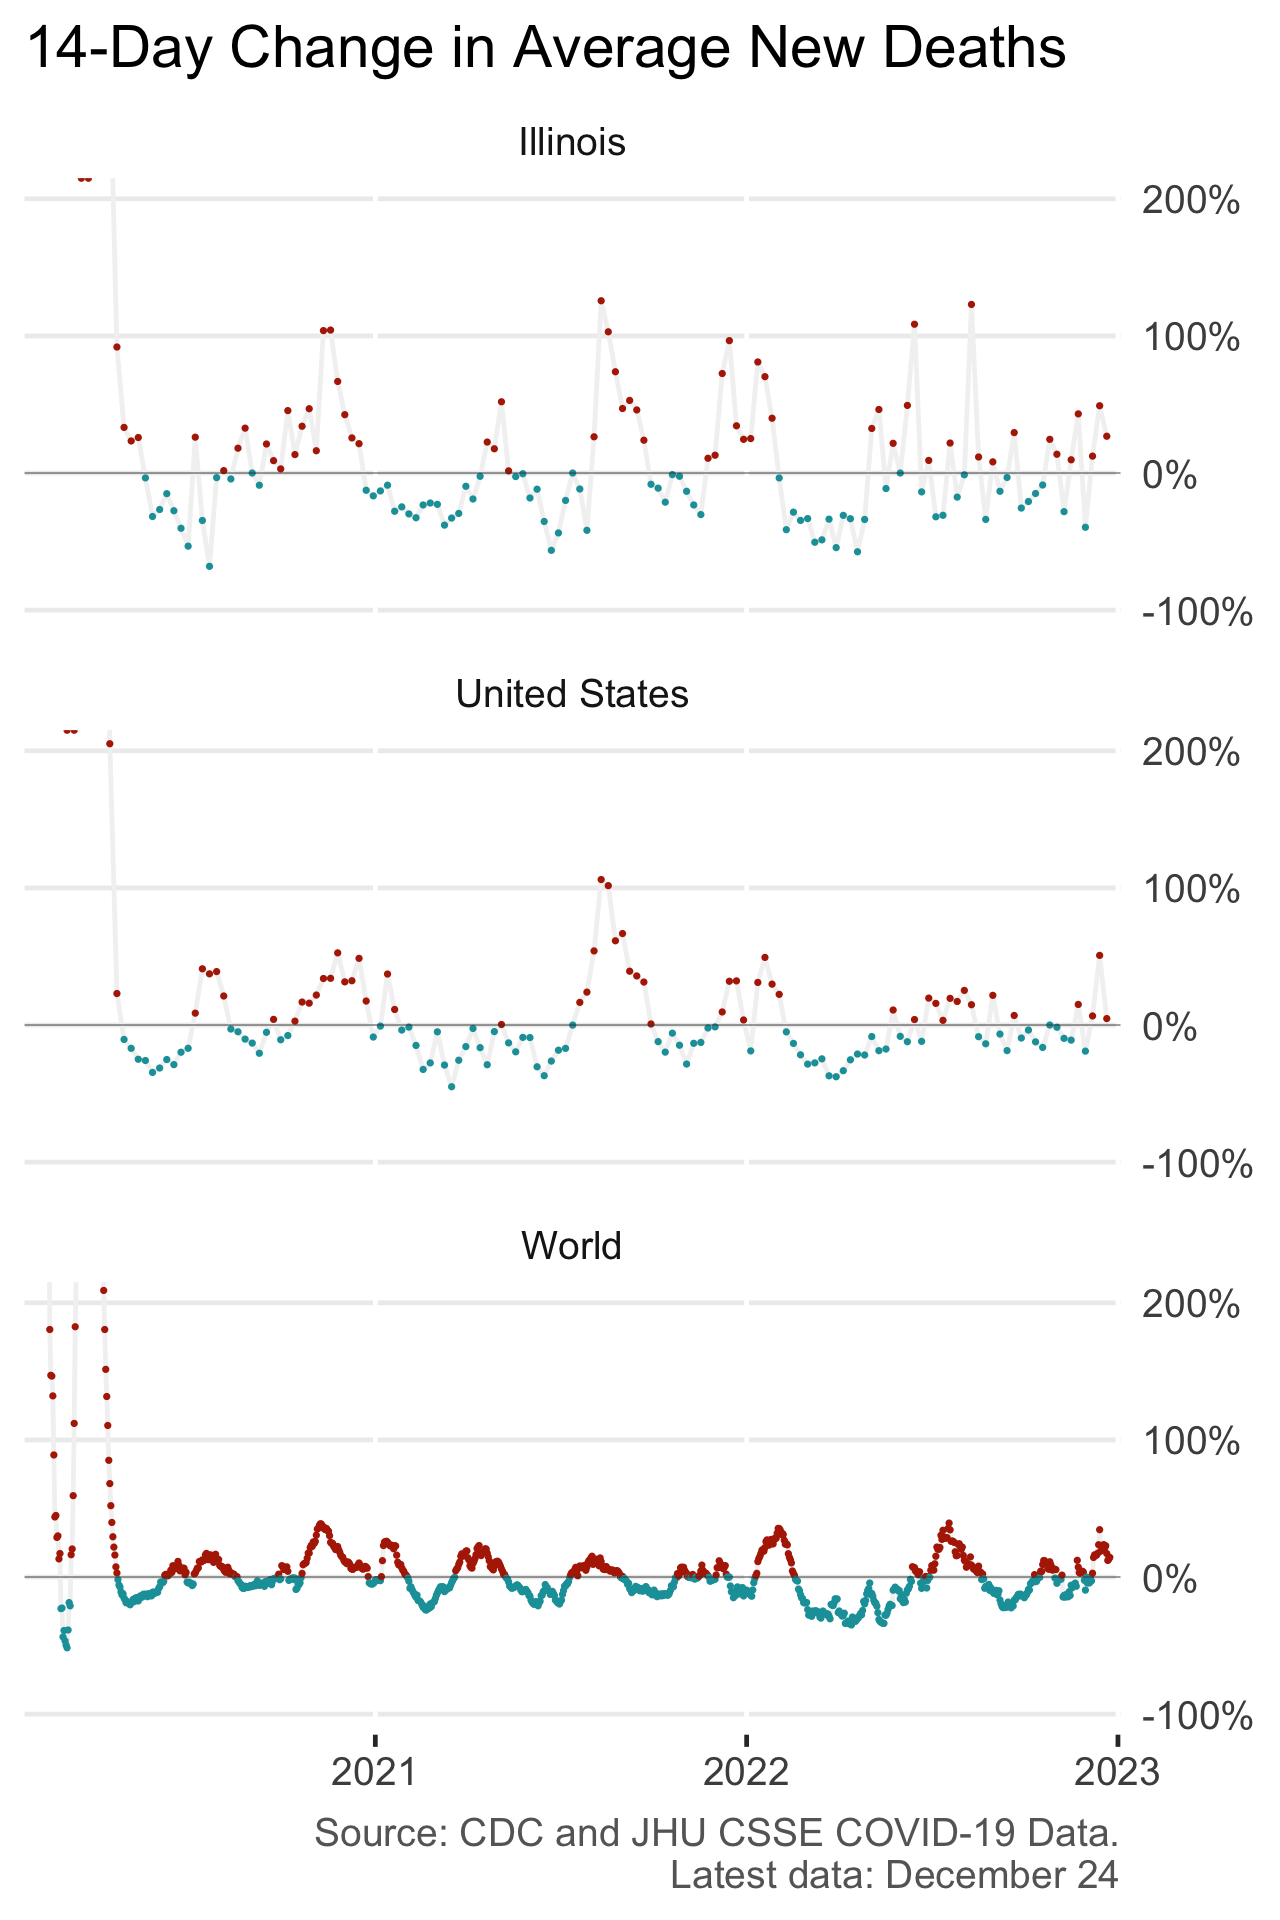 14-Day Change in Average New Deaths
Illinois
200%
100%
0%
-100%
United States
200%
100%
0%
-100%
World
200%
100%
0%
-100%
2021 2022 2023
Source: CDC and JHU CSSE COVID-19 Data.
Latest data: December 24